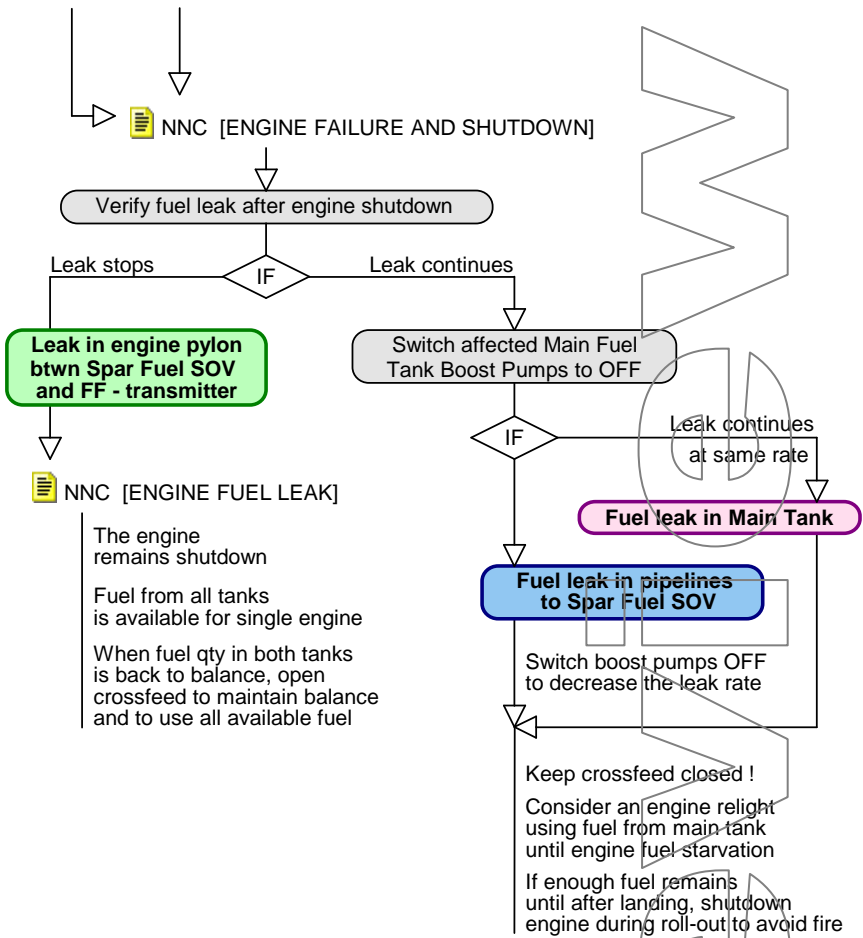 NNC [ENGINE FAILURE AND SHUTDOWN]
Verify fuel leak after engine shutdown
Leak stops
IF
Leak continues
Leak in engine pylon
btwn Spar Fuel SOV
and FF - transmitter
Switch affected Main Fuel
Tank Boost Pumps to OFF
IF
Leak continues
at same rate
NNC [ENGINE FUEL LEAK]
The engine
remains shutdown
Fuel from all tanks
is available for single engine
When fuel qty in both tanks
is back to balance, open
crossfeed to maintain balance
and to use all available fuel
Fuel leak in Main Tank
Fuel leak in pipelines
to Spar Fuel SOV
Switch boost pumps OFF
to decrease the leak rate
Keep crossfeed closed !
Consider an engine relight
using fuel from main tank
until engine fuel starvation
If enough fuel remains
until after landing, shutdown
engine during roll-out to avoid fire